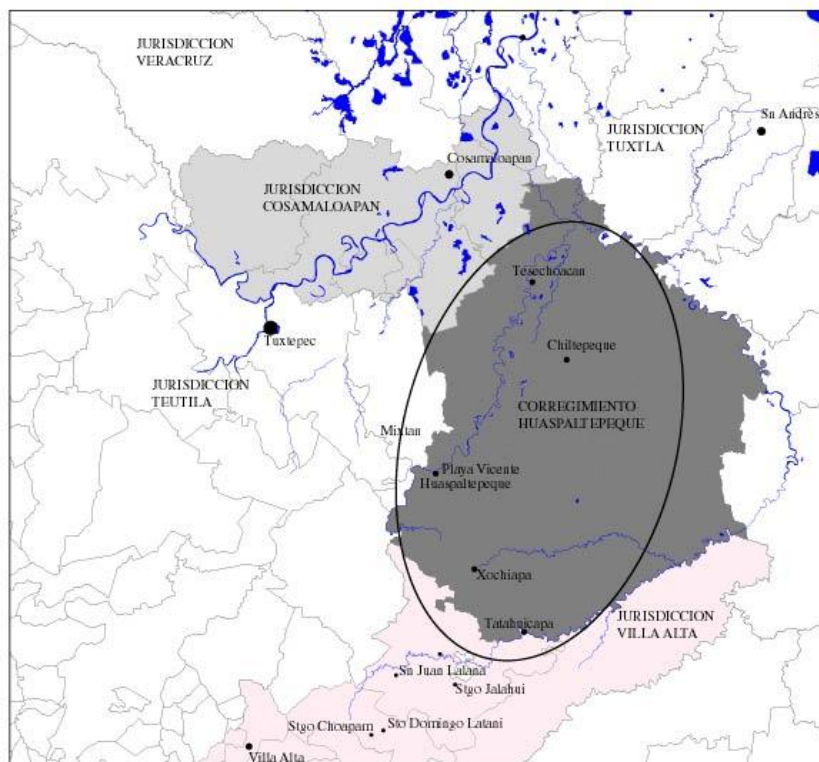 JURISDICCION
VERACRUZ
Sn Andres
JURISDICCION
TUXTLA
Cosamaloapan
JURISDICCION
COSAMALOAPAN
Tesechoacan
Tuxtepec
Chiltepeque
JURISDICCION
TEUTILA
CORREGIMIENTO
HUASPALTEPEQUE
Mixtan
Playa Vicente
Huaspaltepeque
Xochiapa
Tatahuicapa
JURISDICCION
VILLA ALTA
Sn Juan Lalana
Stgo Jalahui
Stgo Choapam
Sto Domingo Latani
Villa Alta